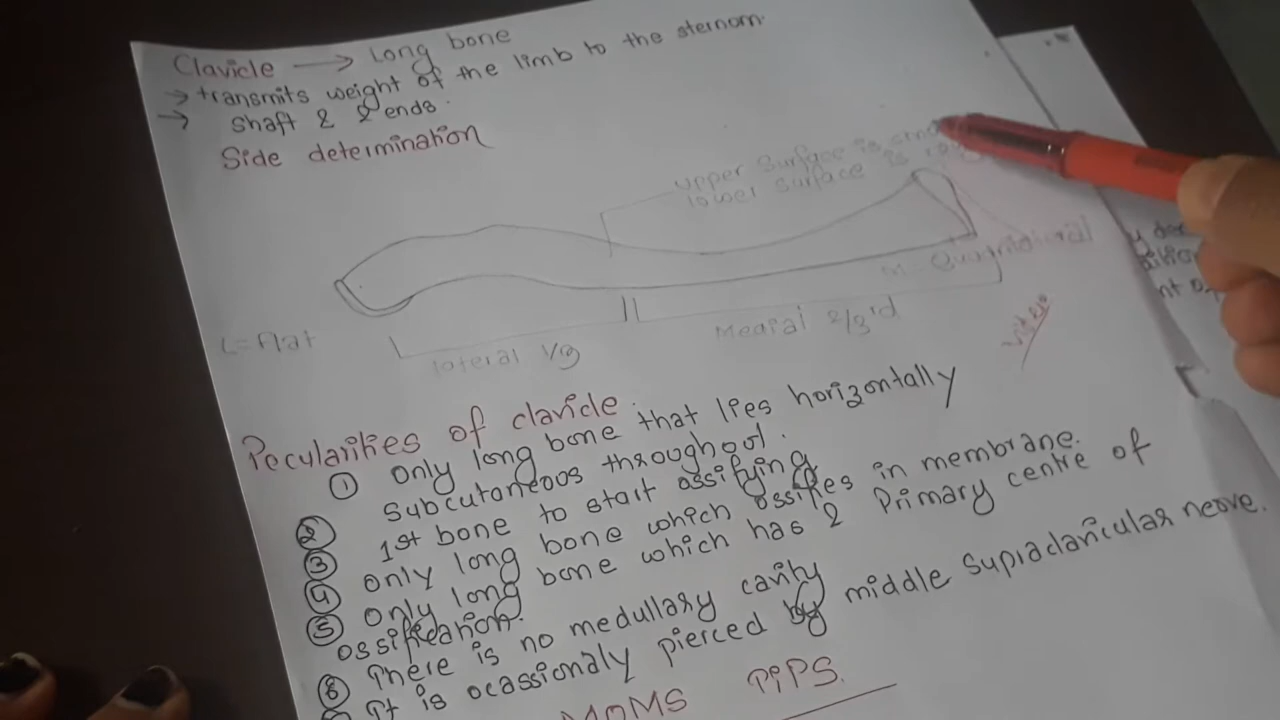 Clavicle → Long bone
→ transmits weight of the limb to the sternom.
→ Shaft & 2 ends.
Side determination
upper surface is
lower surface is
m- Quadrilateral
L= Flat
lateral 1/3
Medial 2/3rd
Pecularities of clavicle.
① only long bone that lies horizontally
② Subcutaneous throughout.
③ 1st bone to start ossifying
④ only long bone which ossifies in membrane.
⑤ only long bone which has 2 Primary centre of
ossification.
⑥ There is no medullary cavity
It is ocassionaly pierced by middle Supraclavicular nerve.
MOMS PiPS.